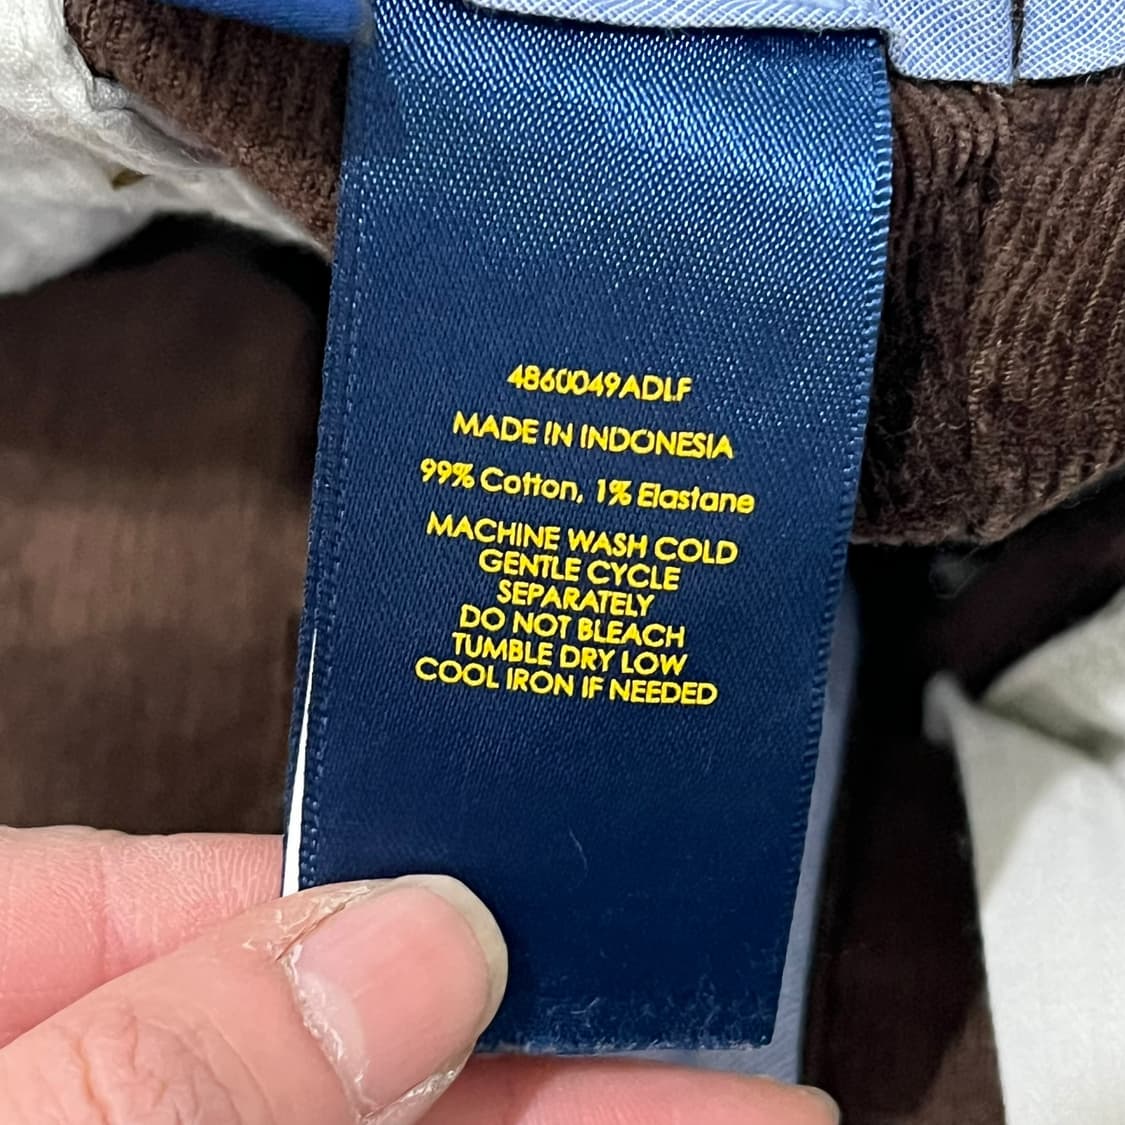 4860049ADLF
MADE IN INDONESIA
99% Cotton, 1% Elastane
MACHINE WASH COLD
GENTLE CYCLE
SEPARATELY
DO NOT BLEACH
TUMBLE DRY LOW
COOL IRON IF NEEDED